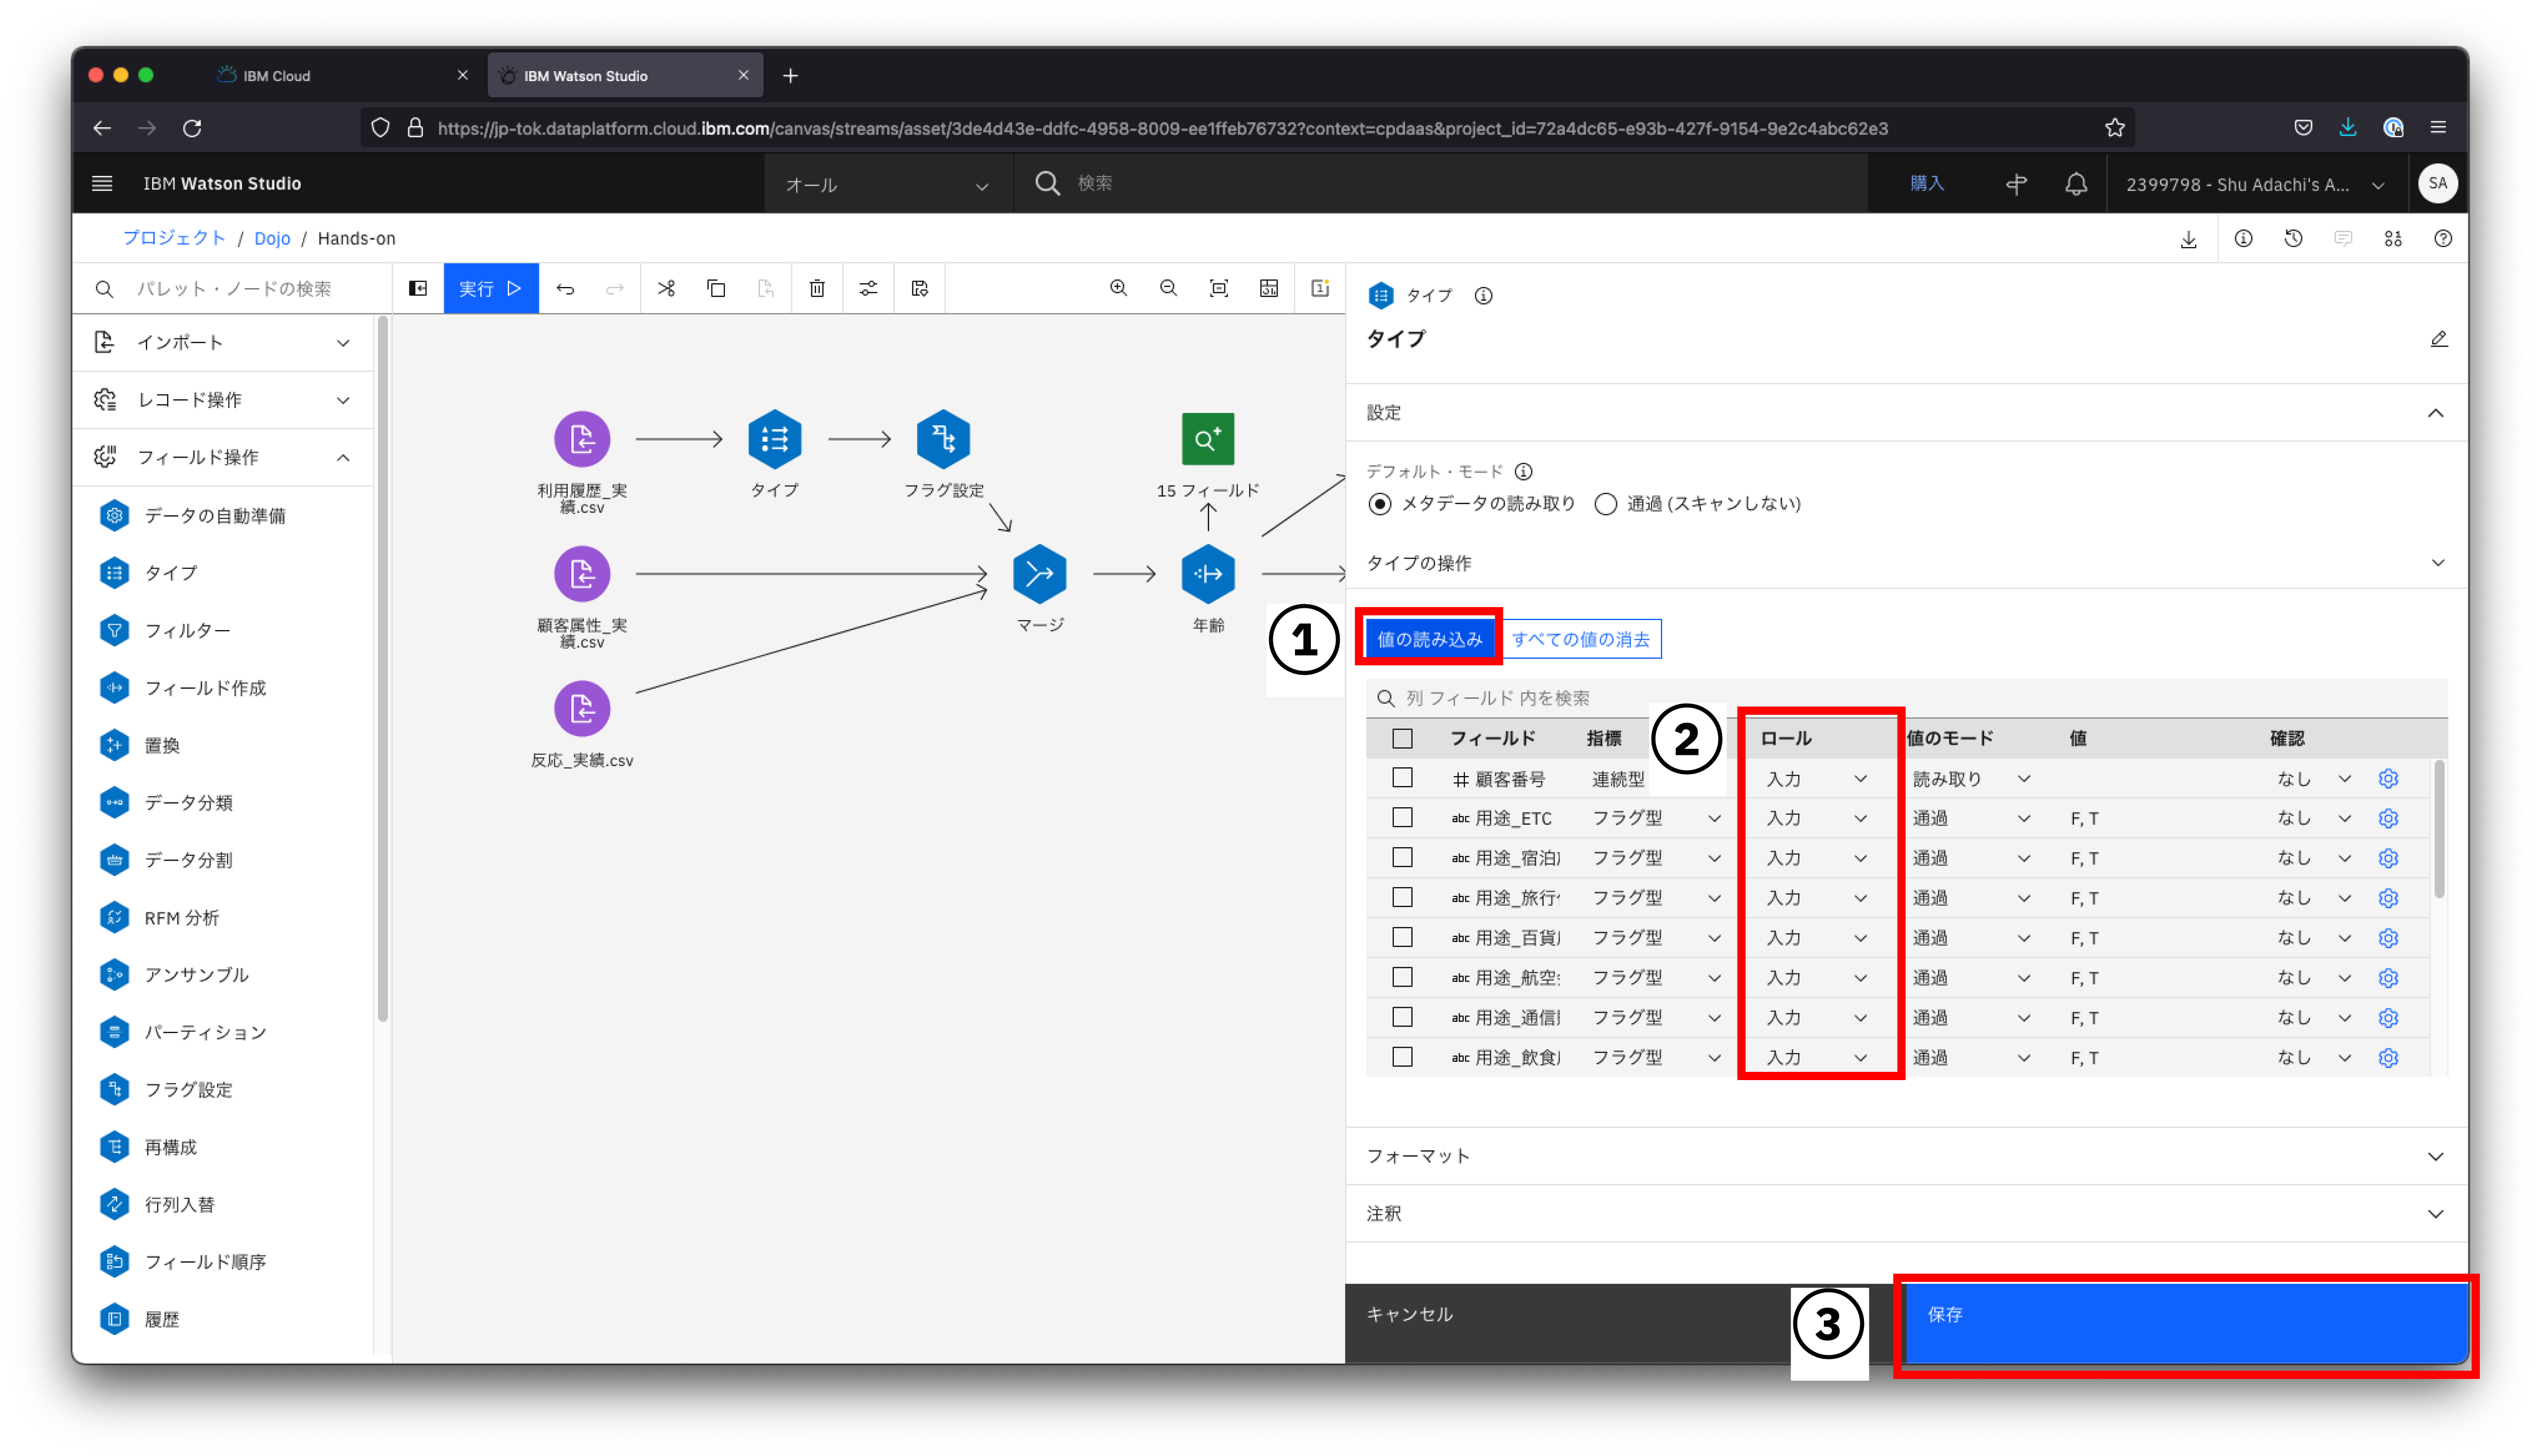 IBM Cloud
IBM Watson Studio
https://jp-tok.dataplatform.cloud.ibm.com/canvas/streams/asset/3de4d43e-ddfc-4958-8009-ee1ffeb76732?context=cpdaas&project_id=72a4dc65-e93b-427f-9154-9e2c4abc62e3
IBM Watson Studio
オール
検索
購入
2399798 - Shu Adachi's A...
SA
プロジェクト / Dojo / Hands-on
パレット・ノードの検索
実行
インポート
レコード操作
フィールド操作
データの自動準備
タイプ
フィルター
フィールド作成
置換
データ分類
データ分割
RFM 分析
アンサンブル
パーティション
フラグ設定
再構成
行列入替
フィールド順序
履歴
利用履歴_実
績.csv
タイプ
フラグ設定
15 フィールド
顧客属性_実
績.csv
マージ
年齢
反応_実績.csv
タイプ
タイプ
設定
デフォルト・モード
メタデータの読み取り 通過 (スキャンしない)
タイプの操作
1
値の読み込み すべての値の消去
列 フィールド 内を検索
2
フィールド 指標 ロール 値のモード 値 確認
顧客番号 連続型 入力 読み取り なし
abc 用途_ETC フラグ型 入力 通過 F, T なし
abc 用途_宿泊 フラグ型 入力 通過 F, T なし
abc 用途_旅行 フラグ型 入力 通過 F, T なし
abc 用途_百貨 フラグ型 入力 通過 F, T なし
abc 用途_航空 フラグ型 入力 通過 F, T なし
abc 用途_通信 フラグ型 入力 通過 F, T なし
abc 用途_飲食 フラグ型 入力 通過 F, T なし
フォーマット
注釈
キャンセル
3
保存